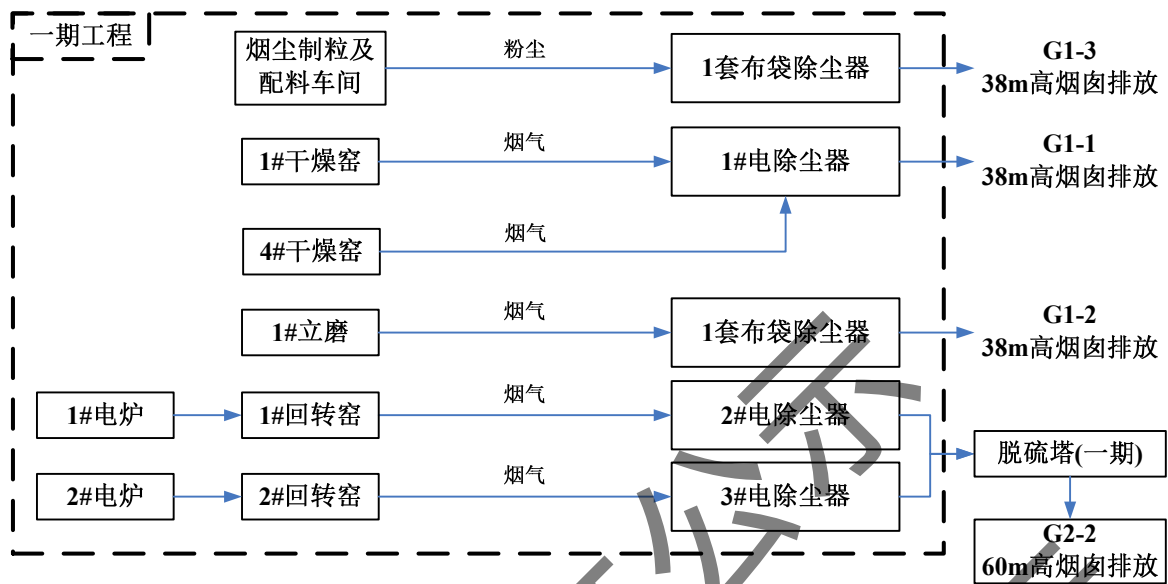 一期工程
烟尘制粒及
配料车间
粉尘
1套布袋除尘器
G1-3
38m高烟囱排放
1#干燥窑
烟气
1#电除尘器
G1-1
38m高烟囱排放
4#干燥窑
烟气
1#立磨
烟气
1套布袋除尘器
G1-2
38m高烟囱排放
1#电炉
1#回转窑
烟气
2#电除尘器
脱硫塔(一期)
2#电炉
2#回转窑
烟气
3#电除尘器
G2-2
60m高烟囱排放
公示